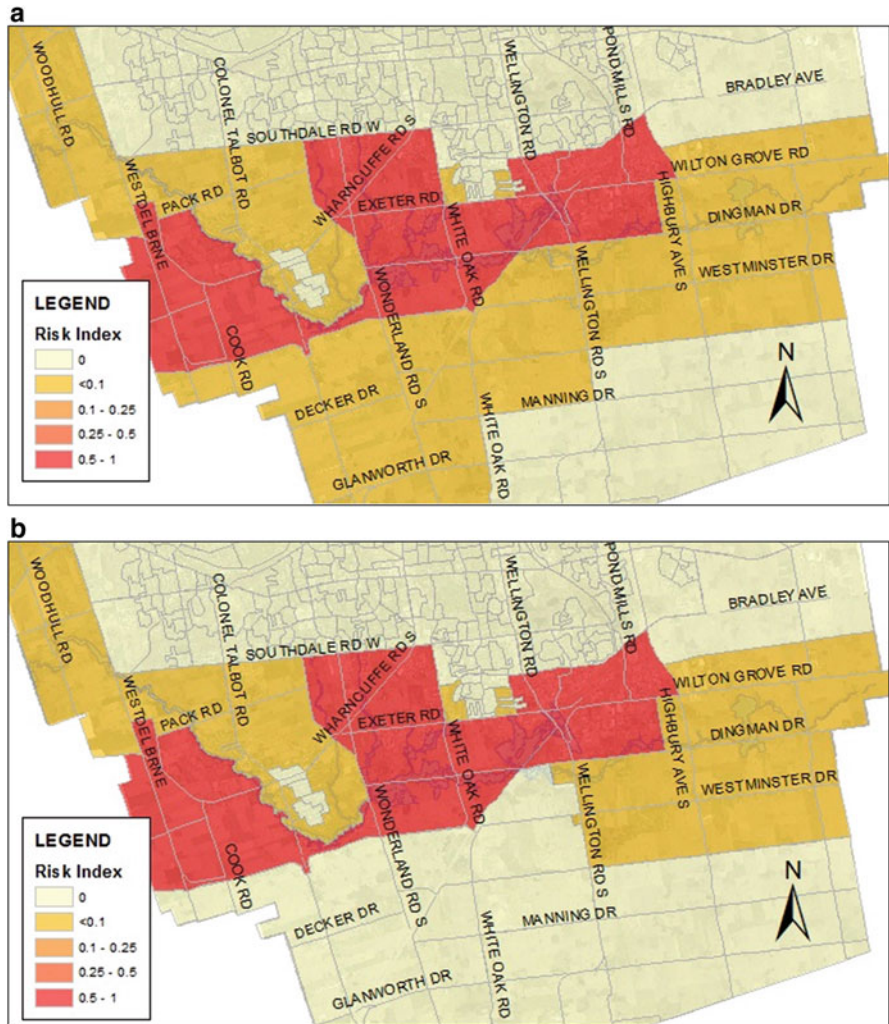 a
WOODHULL RD
COLONEL TALBOT RD
WELLINGTON RD
POND MILLS RD
BRADLEY AVE
SOUTHDALE RD W
WHARNCLIFFE RD S
WILTON GROVE RD
WESTDEL BRNE
PACK RD
EXETER RD
HIGHBURY AVE S
DINGMAN DR
WHITE OAK RD
WESTMINSTER DR
WONDERLAND RD S
WELLINGTON RD S
COOK RD
DECKER DR
MANNING DR
WHITE OAK RD
GLANWORTH DR
N
LEGEND
Risk Index
0
<0.1
0.1 - 0.25
0.25 - 0.5
0.5 - 1
b
WOODHULL RD
COLONEL TALBOT RD
WELLINGTON RD
POND MILLS RD
BRADLEY AVE
SOUTHDALE RD W
WHARNCLIFFE RD S
WILTON GROVE RD
WESTDEL BRNE
PACK RD
EXETER RD
HIGHBURY AVE S
DINGMAN DR
WHITE OAK RD
WESTMINSTER DR
WONDERLAND RD S
WELLINGTON RD S
COOK RD
DECKER DR
MANNING DR
WHITE OAK RD
GLANWORTH DR
N
LEGEND
Risk Index
0
<0.1
0.1 - 0.25
0.25 - 0.5
0.5 - 1